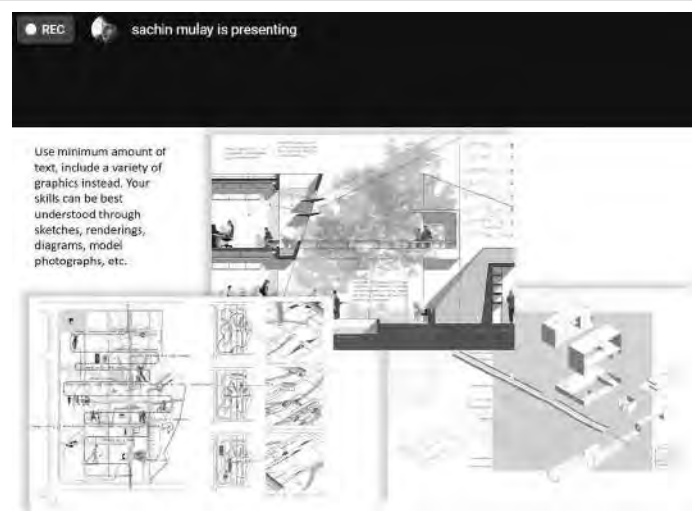 REC
sachin mulay is presenting
Use minimum amount of
text, include a variety of
graphics instead. Your
skills can be best
understood through
sketches, renderings,
diagrams, model
photographs, etc.